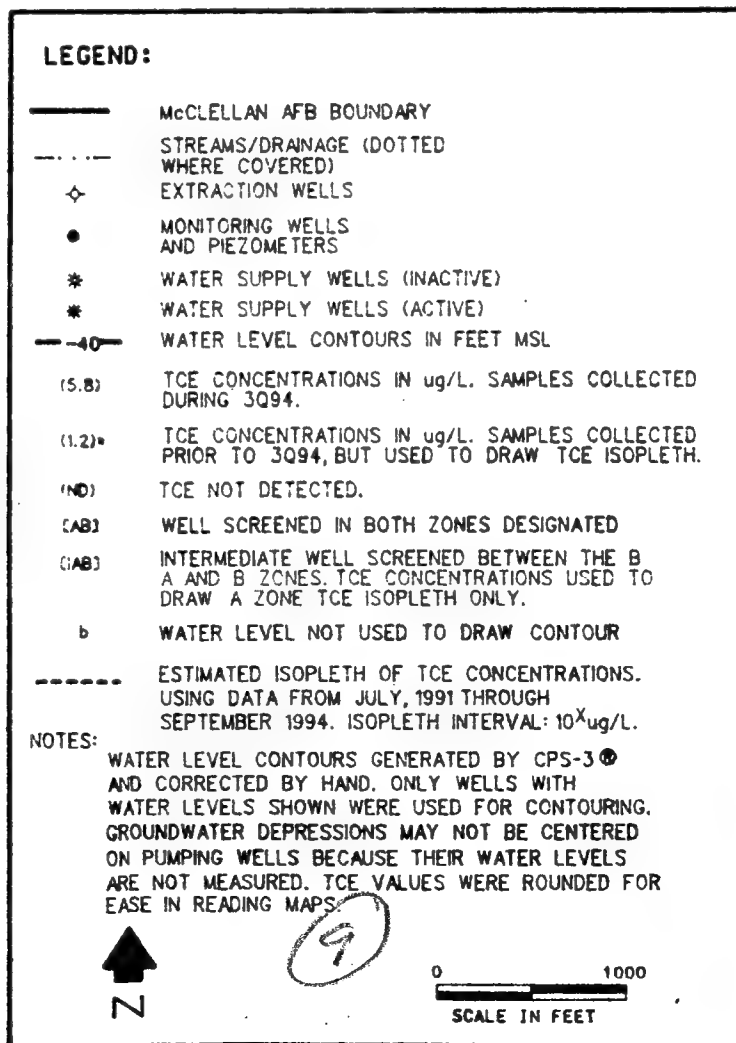 LEGEND:
McCLELLAN AFB BOUNDARY
STREAMS/DRAINAGE (DOTTED
WHERE COVERED)
EXTRACTION WELLS
MONITORING WELLS
AND PIEZOMETERS
WATER SUPPLY WELLS (INACTIVE)
WATER SUPPLY WELLS (ACTIVE)
-40 WATER LEVEL CONTOURS IN FEET MSL
(5.8) TCE CONCENTRATIONS IN ug/L. SAMPLES COLLECTED
DURING 3Q94.
(1.2)* TCE CONCENTRATIONS IN ug/L. SAMPLES COLLECTED
PRIOR TO 3Q94, BUT USED TO DRAW TCE ISOPLETH.
(ND) TCE NOT DETECTED.
[AB] WELL SCREENED IN BOTH ZONES DESIGNATED
[iAB] INTERMEDIATE WELL SCREENED BETWEEN THE B
A AND B ZONES. TCE CONCENTRATIONS USED TO
DRAW A ZONE TCE ISOPLETH ONLY.
b WATER LEVEL NOT USED TO DRAW CONTOUR
ESTIMATED ISOPLETH OF TCE CONCENTRATIONS.
USING DATA FROM JULY, 1991 THROUGH
SEPTEMBER 1994. ISOPLETH INTERVAL: 10^X ug/L.
NOTES:
WATER LEVEL CONTOURS GENERATED BY CPS-3®
AND CORRECTED BY HAND. ONLY WELLS WITH
WATER LEVELS SHOWN WERE USED FOR CONTOURING.
GROUNDWATER DEPRESSIONS MAY NOT BE CENTERED
ON PUMPING WELLS BECAUSE THEIR WATER LEVELS
ARE NOT MEASURED. TCE VALUES WERE ROUNDED FOR
EASE IN READING MAPS.
9
N
0 1000
SCALE IN FEET